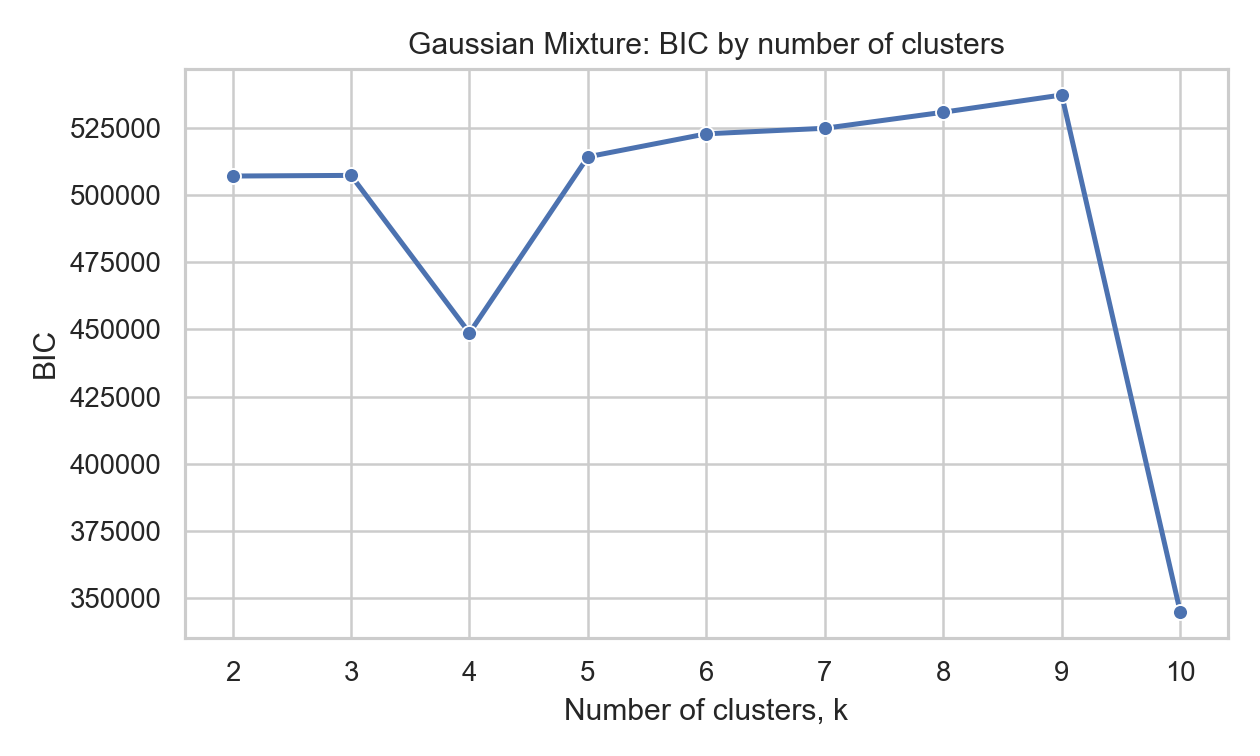 Gaussian Mixture: BIC by number of clusters
525000
500000
475000
450000
425000
400000
375000
350000
BIC
2 3 4 5 6 7 8 9 10
Number of clusters, k